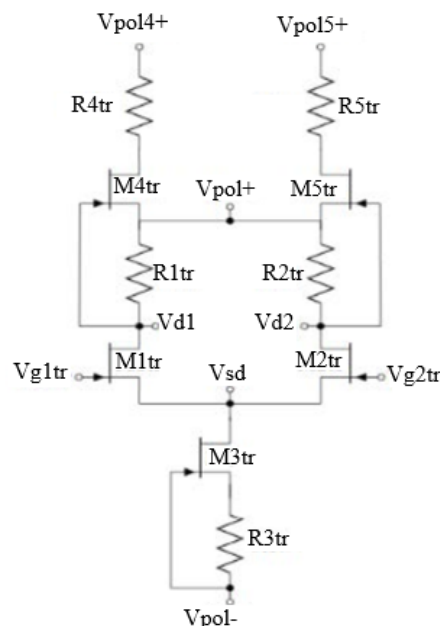 Vpol4+ Vpol5+
R4tr R5tr
M4tr Vpol+ M5tr
R1tr R2tr
Vd1 Vd2
Vg1tr M1tr Vsd M2tr Vg2tr
M3tr
R3tr
Vpol-